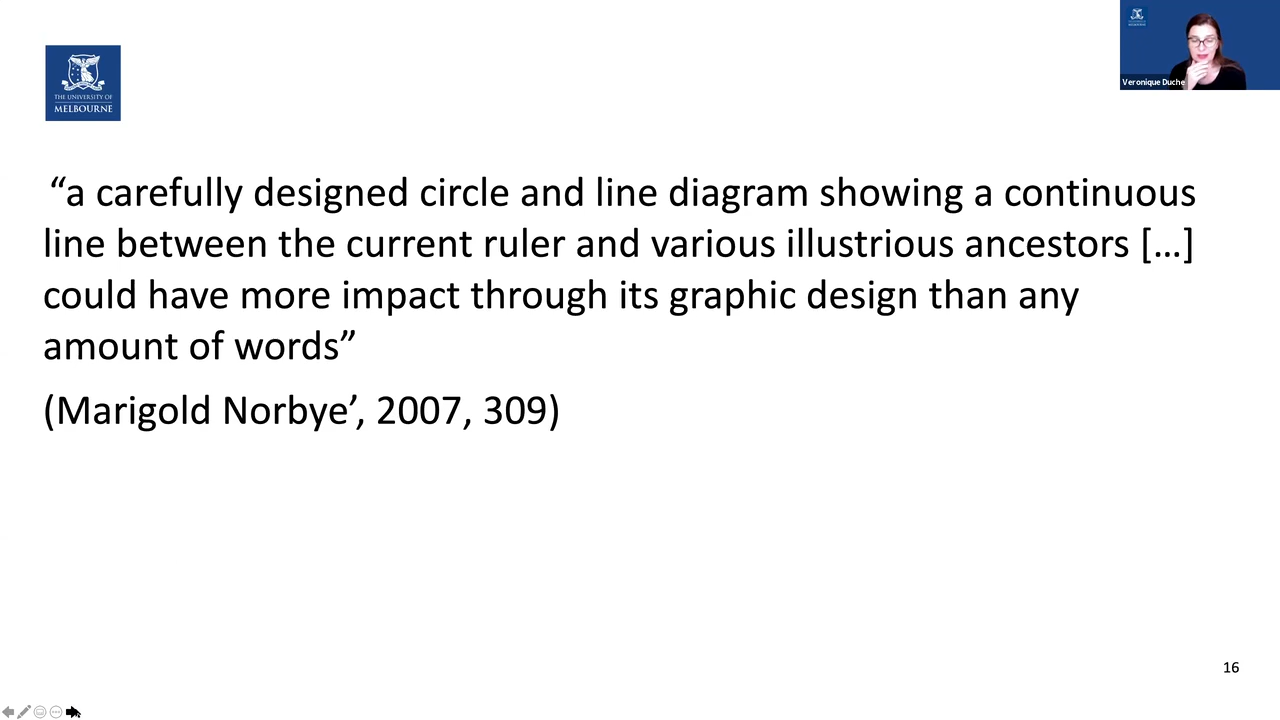 THE UNIVERSITY OF
MELBOURNE
Veronique Duche
“a carefully designed circle and line diagram showing a continuous
line between the current ruler and various illustrious ancestors […]
could have more impact through its graphic design than any
amount of words”
(Marigold Norbye’, 2007, 309)
16